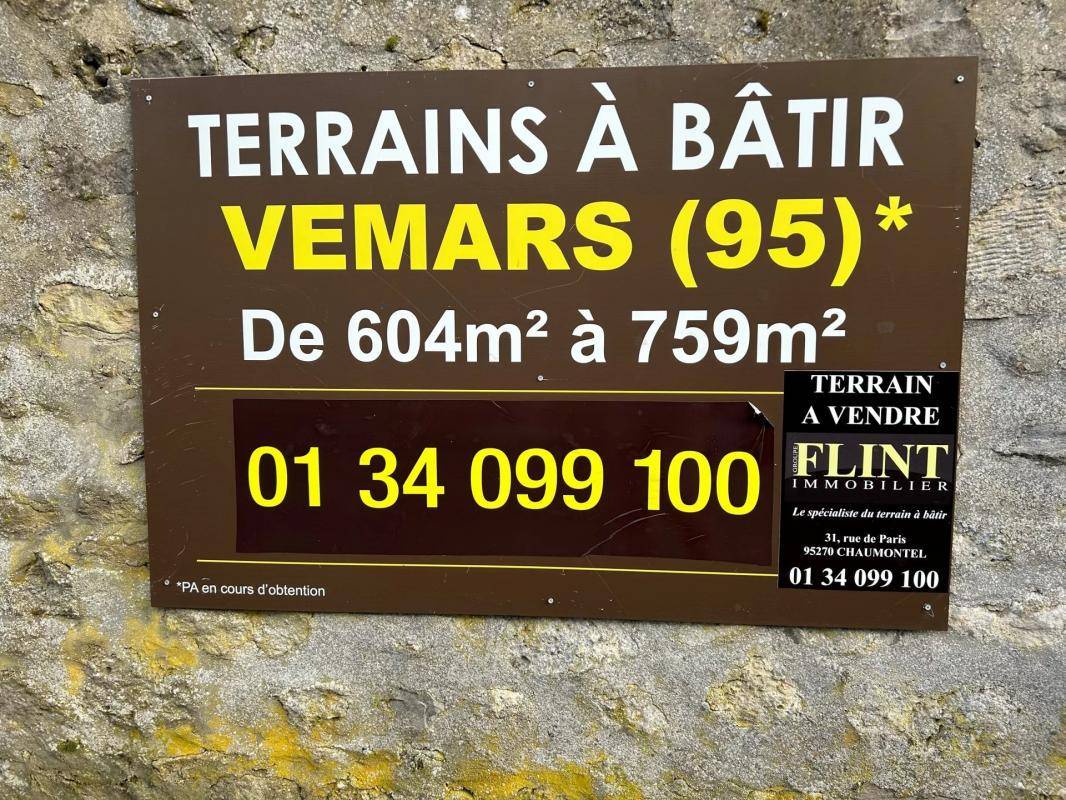 TERRAINS À BÂTIR
VEMARS (95)*
De 604m² à 759m²
01 34 099 100
*PA en cours d'obtention
TERRAIN
A VENDRE
GROUPE
FLINT
IMMOBILIER
Le spécialiste du terrain à bâtir
31, rue de Paris
95270 CHAUMONTEL
01 34 099 100